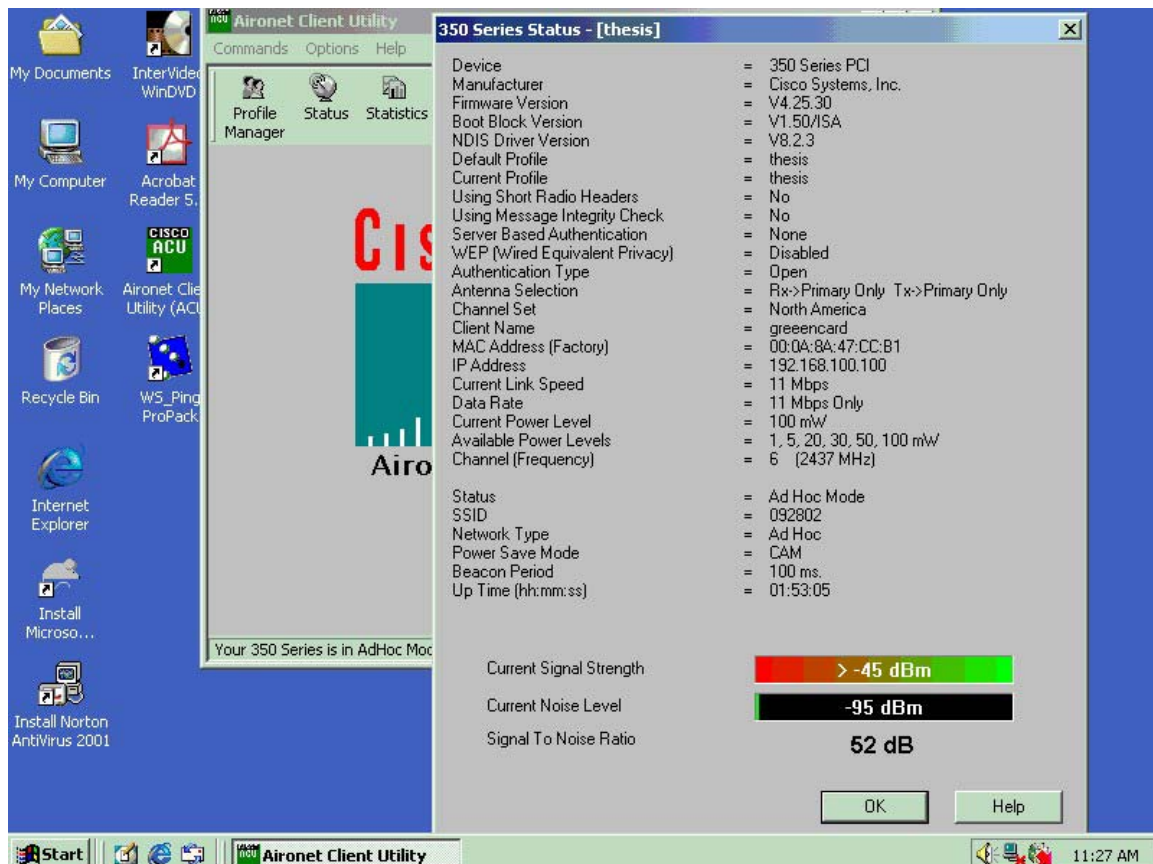 My Documents
InterVideo
WinDVD
My Computer
Acrobat
Reader 5.
My Network
Places
CISCO
ACU
Aironet Clie
Utility (ACU
Recycle Bin
WS_Ping
ProPack
Internet
Explorer
Install
Microso...
Install Norton
AntiVirus 2001
Aironet Client Utility
Commands Options Help
Profile
Manager
Status
Statistics
CIS
Airo
Your 350 Series is in AdHoc Mod
350 Series Status - [thesis]
Device = 350 Series PCI
Manufacturer = Cisco Systems, Inc.
Firmware Version = V4.25.30
Boot Block Version = V1.50/ISA
NDIS Driver Version = V8.2.3
Default Profile = thesis
Current Profile = thesis
Using Short Radio Headers = No
Using Message Integrity Check = No
Server Based Authentication = None
WEP (Wired Equivalent Privacy) = Disabled
Authentication Type = Open
Antenna Selection = Rx->Primary Only Tx->Primary Only
Channel Set = North America
Client Name = greeencard
MAC Address (Factory) = 00:0A:8A:47:CC:B1
IP Address = 192.168.100.100
Current Link Speed = 11 Mbps
Data Rate = 11 Mbps Only
Current Power Level = 100 mW
Available Power Levels = 1, 5, 20, 30, 50, 100 mW
Channel (Frequency) = 6 (2437 MHz)
Status = Ad Hoc Mode
SSID = 092802
Network Type = Ad Hoc
Power Save Mode = CAM
Beacon Period = 100 ms.
Up Time (hh:mm:ss) = 01:53:05
Current Signal Strength > -45 dBm
Current Noise Level -95 dBm
Signal To Noise Ratio 52 dB
OK Help
Start
Aironet Client Utility
11:27 AM